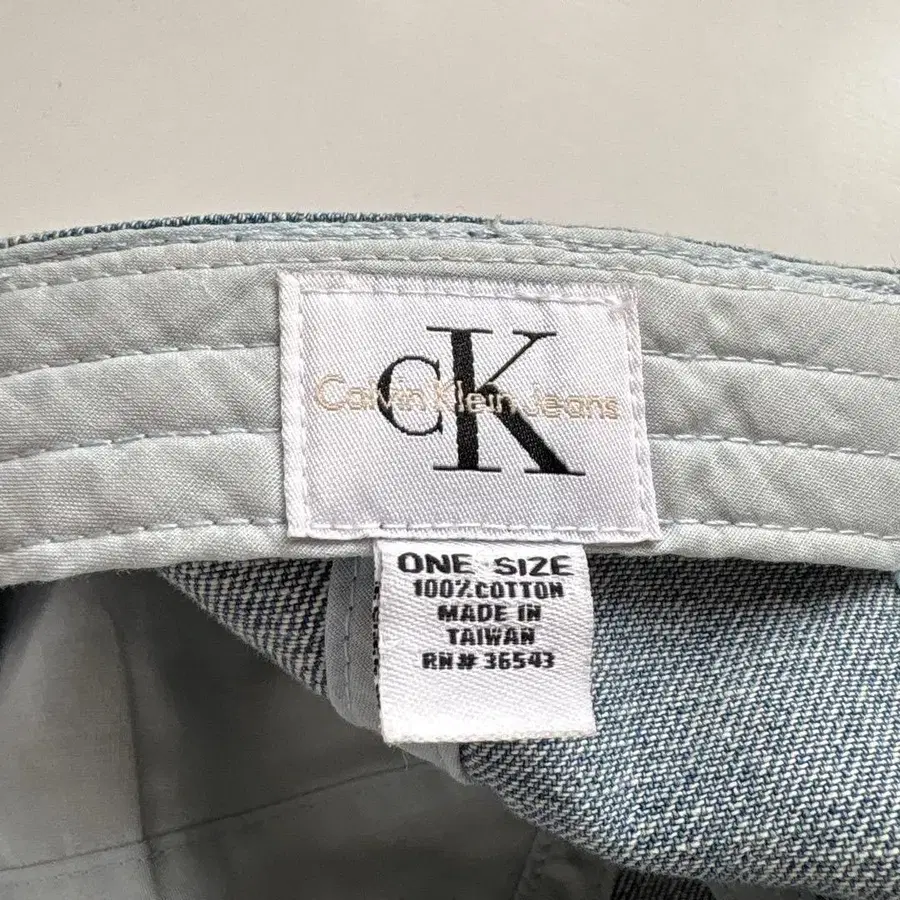 CK
Calvin Klein Jeans
ONE SIZE
100% COTTON
MADE IN
TAIWAN
RN# 36543